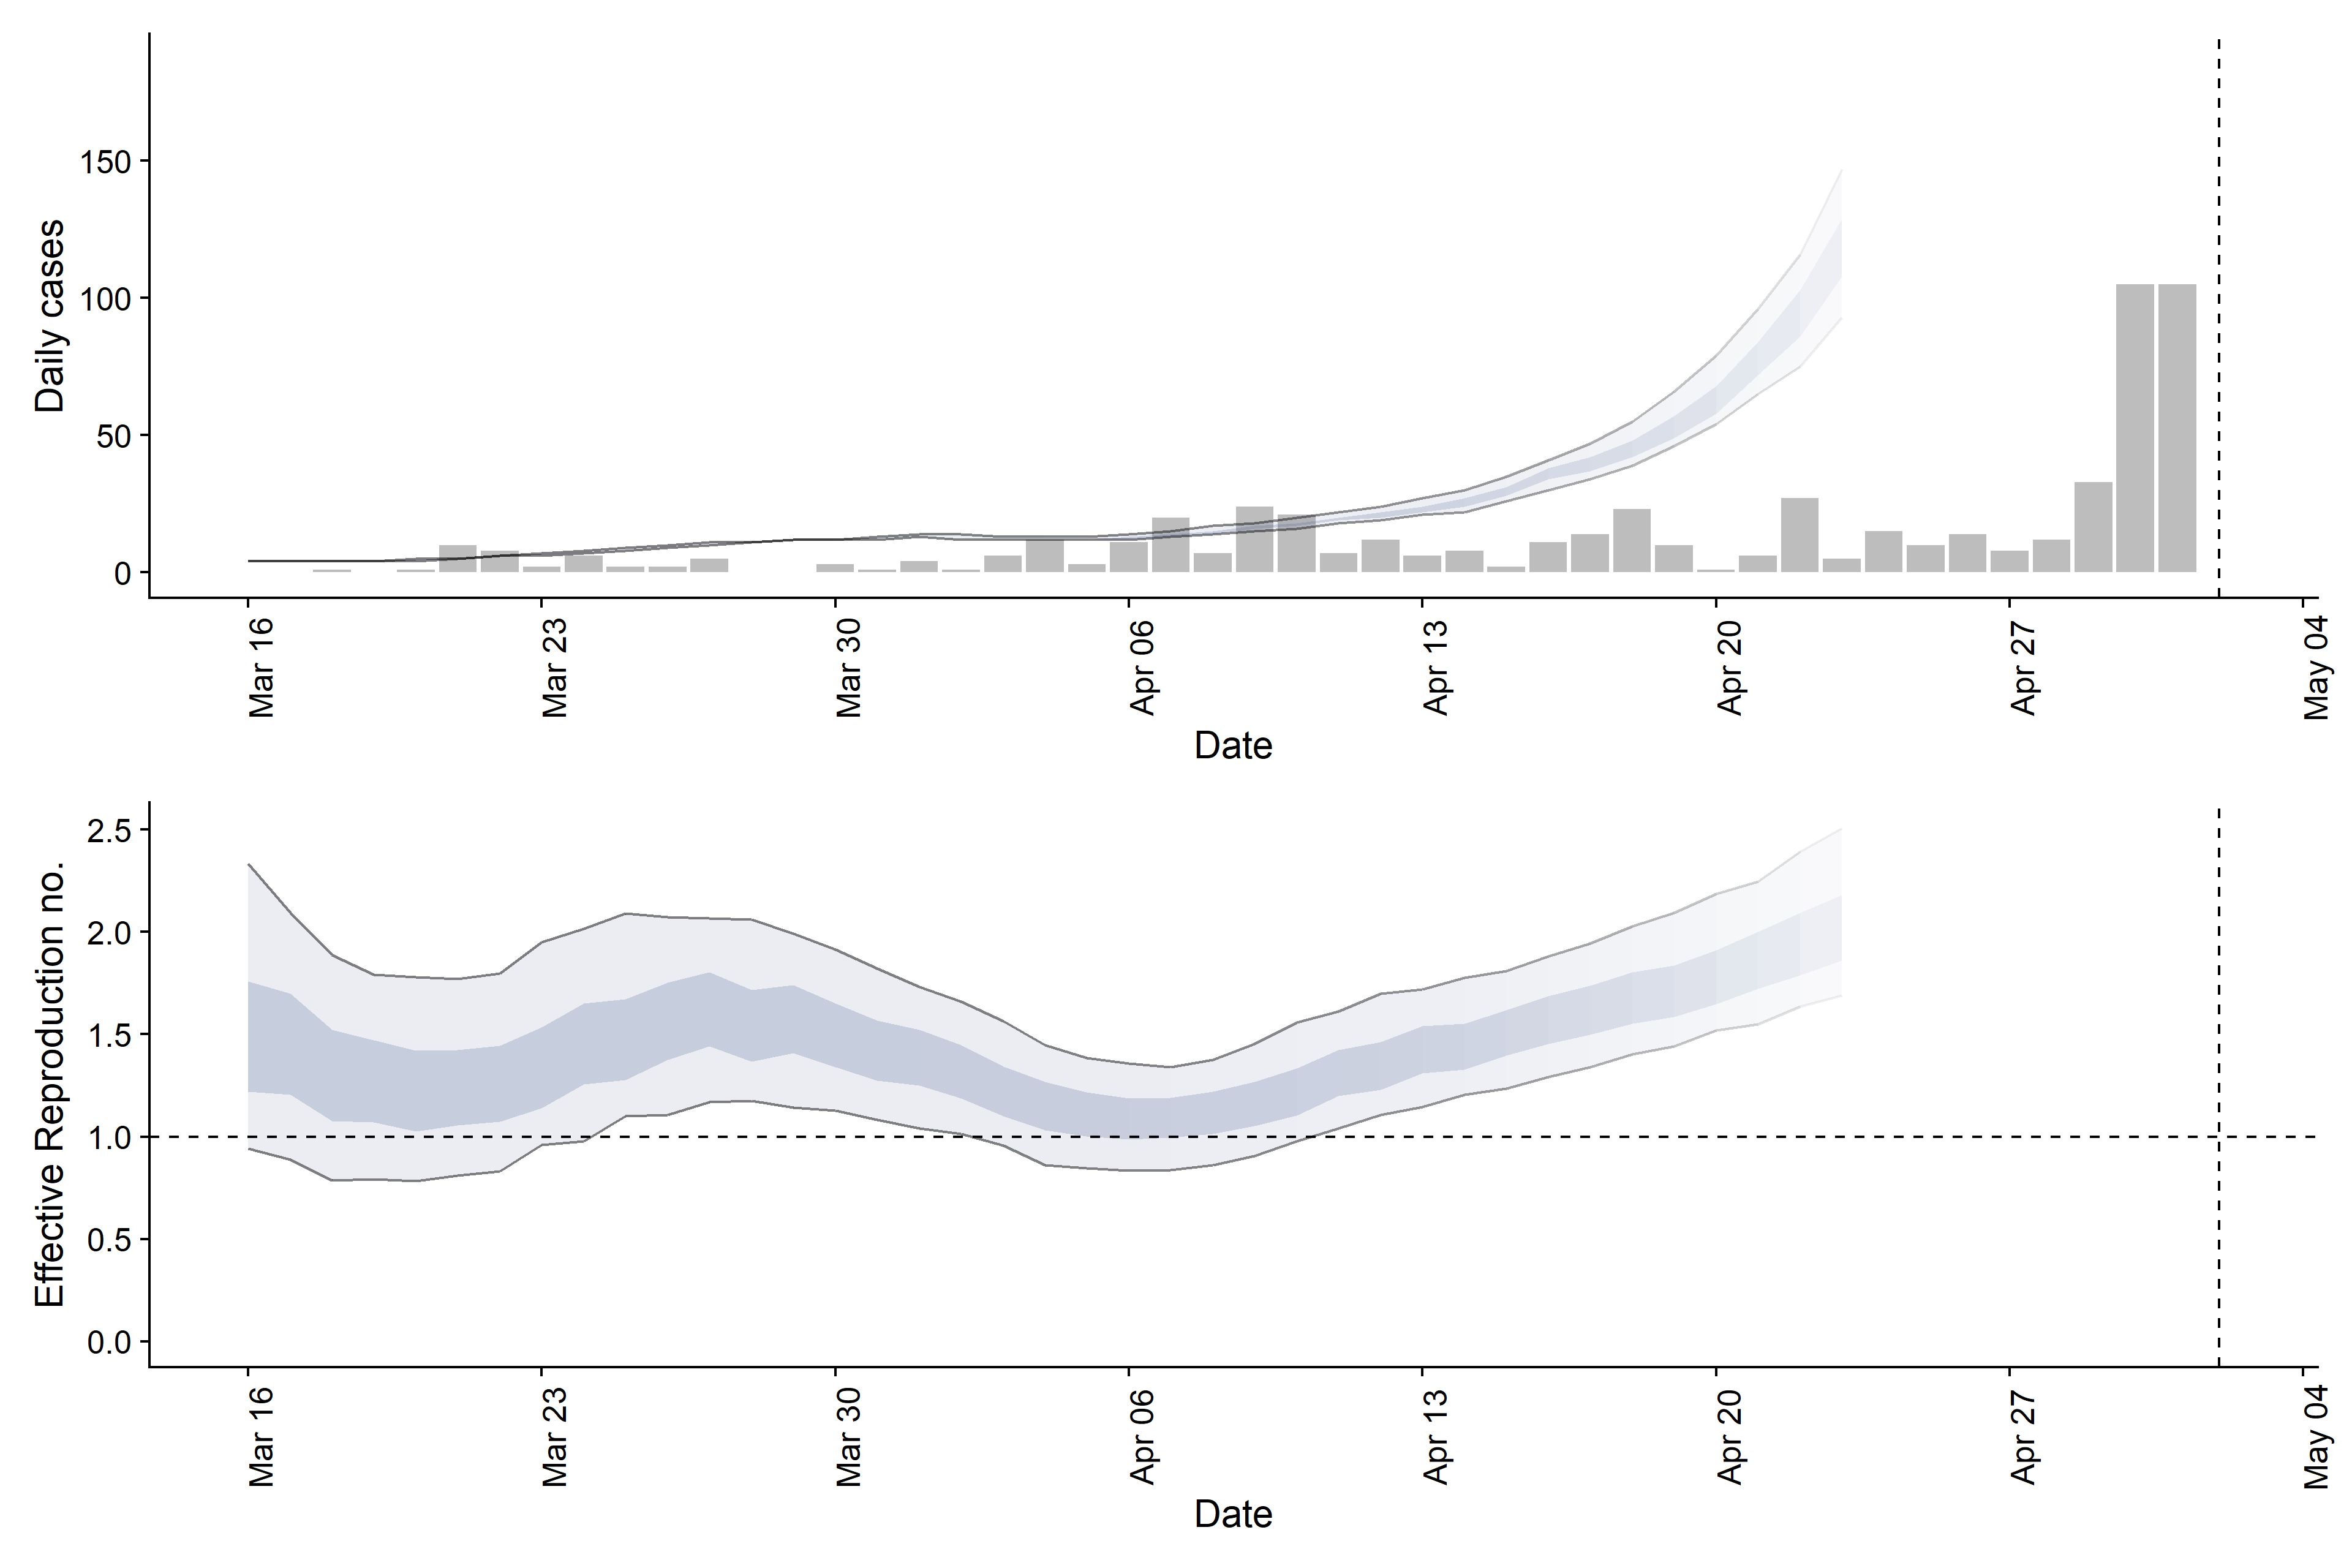 Daily cases
150
100
50
0
Mar 16
Mar 23
Mar 30
Apr 06
Apr 13
Apr 20
Apr 27
May 04
Date
Effective Reproduction no.
2.5
2.0
1.5
1.0
0.5
0.0
Mar 16
Mar 23
Mar 30
Apr 06
Apr 13
Apr 20
Apr 27
May 04
Date